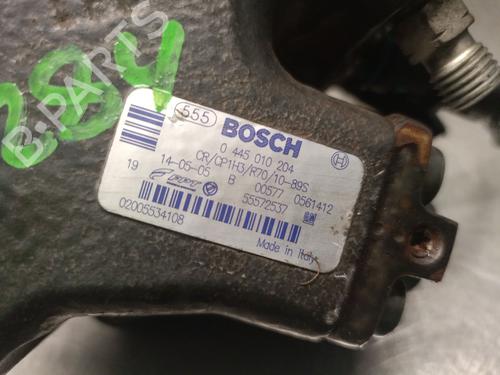 284
B-PARTS
555
BOSCH
0 445 010 204
CR/CP1H3/R70/10-89S
19 14-05-05 B 00577 0561412
55572537
02005534108
Made in Italy